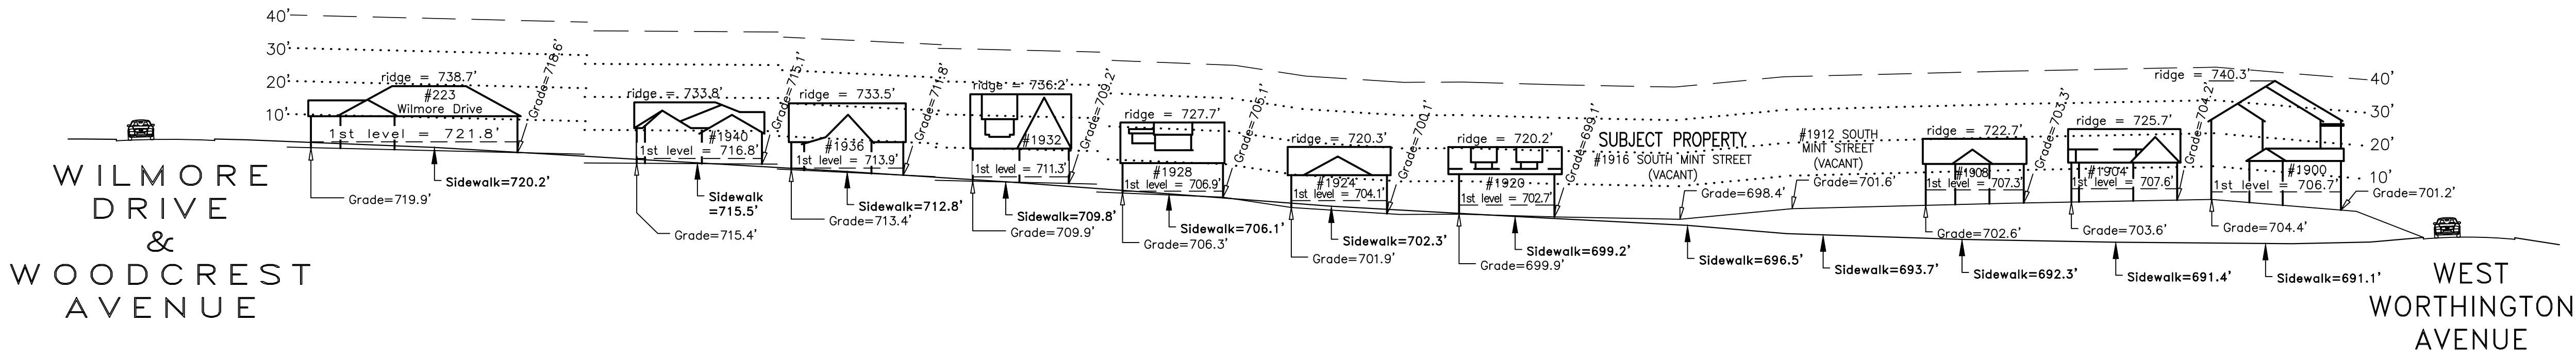 40'
30'
20'
10'
WILMORE
DRIVE
&
WOODCREST
AVENUE
ridge = 738.7'
#223
Wilmore Drive
1st level = 721.8'
Grade=719.9'
Sidewalk=720.2'
Grade=718.6'
ridge = 733.8'
#1940
1st level = 716.8'
Grade=715.4'
Sidewalk
=715.5'
Grade=715.1'
ridge = 733.5'
#1936
1st level = 713.9'
Grade=713.4'
Sidewalk=712.8'
Grade=711.8'
ridge = 736.2'
#1932
1st level = 711.3'
Grade=709.9'
Sidewalk=709.8'
Grade=709.2'
ridge = 727.7'
#1928
1st level = 706.9'
Grade=706.3'
Sidewalk=706.1'
Grade=705.1'
ridge = 720.3'
#1924
1st level = 704.1'
Grade=701.9'
Sidewalk=702.3'
Grade=700.1'
ridge = 720.2'
#1920
1st level = 702.7'
Grade=699.9'
Sidewalk=699.2'
Grade=699.1'
SUBJECT PROPERTY
#1916 SOUTH MINT STREET
(VACANT)
Grade=698.4'
Sidewalk=696.5'
#1912 SOUTH
MINT STREET
(VACANT)
Grade=701.6'
Sidewalk=693.7'
ridge = 722.7'
#1908
1st level = 707.3'
Grade=702.6'
Sidewalk=692.3'
Grade=703.3'
ridge = 725.7'
#1904
1st level = 707.6'
Grade=703.6'
Sidewalk=691.4'
Grade=704.2'
ridge = 740.3'
#1900
1st level = 706.7'
Grade=704.4'
Sidewalk=691.1'
Grade=701.2'
40'
30'
20'
10'
WEST
WORTHINGTON
AVENUE